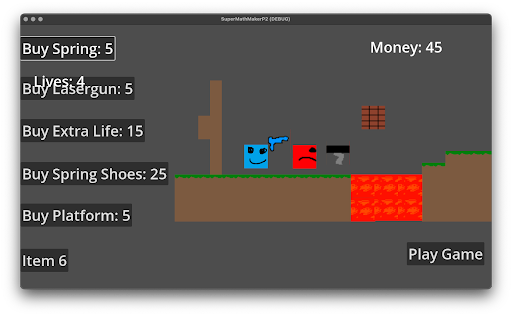 SuperMathMakerP2 (DEBUG)
Buy Spring: 5
Money: 45
Lives: 4
Buy Lasergun: 5
Buy Extra Life: 15
Buy Spring Shoes: 25
Buy Platform: 5
Item 6
Play Game